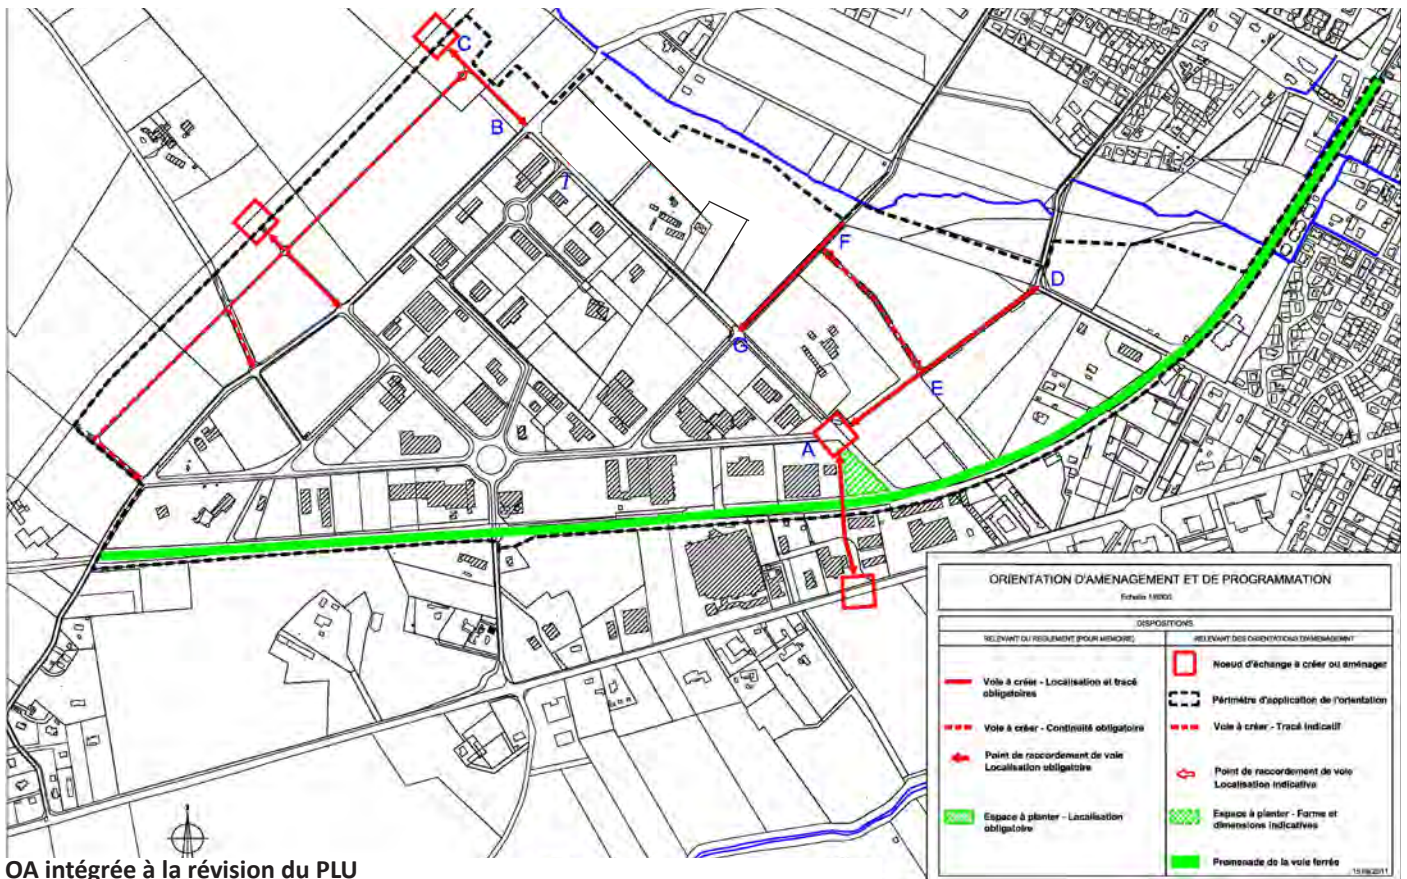 C
B
I
F
D
G
E
A
ORIENTATION D'AMENAGEMENT ET DE PROGRAMMATION
DISPOSITIONS
RELEVANT DU REGLEMENT (POUR MEMOIRE)
RELEVANT DES ORIENTATIONS D'AMENAGEMENT
Voie à créer - Localisation et tracé
obligatoires
Voie à créer - Continuité obligatoire
Point de raccordement de voie
Localisation obligatoire
Espace à planter - Localisation
obligatoire
Noeud d'échange à créer ou aménager
Périmètre d'application de l'orientation
Voie à créer - Tracé indicatif
Point de raccordement de voie
Localisation indicative
Espace à planter - Forme et
dimensions indicatives
Promenade de la voie ferrée
OA intégrée à la révision du PLU